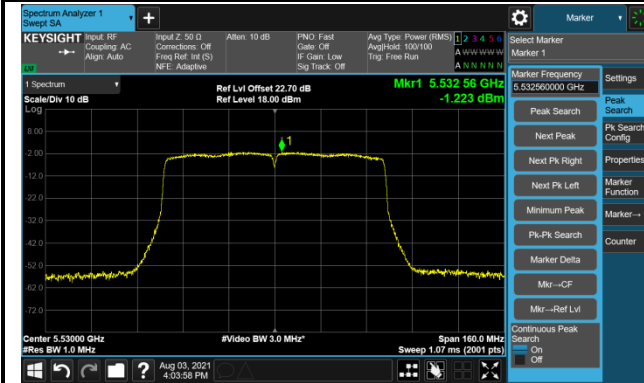 Spectrum Analyzer 1
Swept SA
+
Marker
KEYSIGHT
Input: RF
Coupling: AC
Align: Auto
Input Z: 50 Ω
Corrections: Off
Freq Ref: Int (S)
NFE: Adaptive
Atten: 10 dB
PNO: Fast
Gate: Off
IF Gain: Low
Sig Track: Off
Avg Type: Power (RMS)
Avg|Hold: 100/100
Trig: Free Run
1 2 3 4 5 6
A W W W W W
A N N N N N
Select Marker
Marker 1
1 Spectrum
Scale/Div 10 dB
Ref Lvl Offset 22.70 dB
Ref Level 18.00 dBm
Mkr1 5.532 56 GHz
-1.223 dBm
Log
8.00
-2.00
-12.0
-22.0
-32.0
-42.0
-52.0
-62.0
-72.0
1
Center 5.53000 GHz
#Res BW 1.0 MHz
#Video BW 3.0 MHz*
Span 160.0 MHz
Sweep 1.07 ms (2001 pts)
Marker Frequency
5.532560000 GHz
Peak Search
Next Peak
Next Pk Right
Next Pk Left
Minimum Peak
Pk-Pk Search
Marker Delta
Mkr→CF
Mkr→Ref Lvl
Continuous Peak
Search
On
Off
Settings
Peak
Search
Pk Search
Config
Properties
Marker
Function
Marker→
Counter
?
Aug 03, 2021
4:03:58 PM